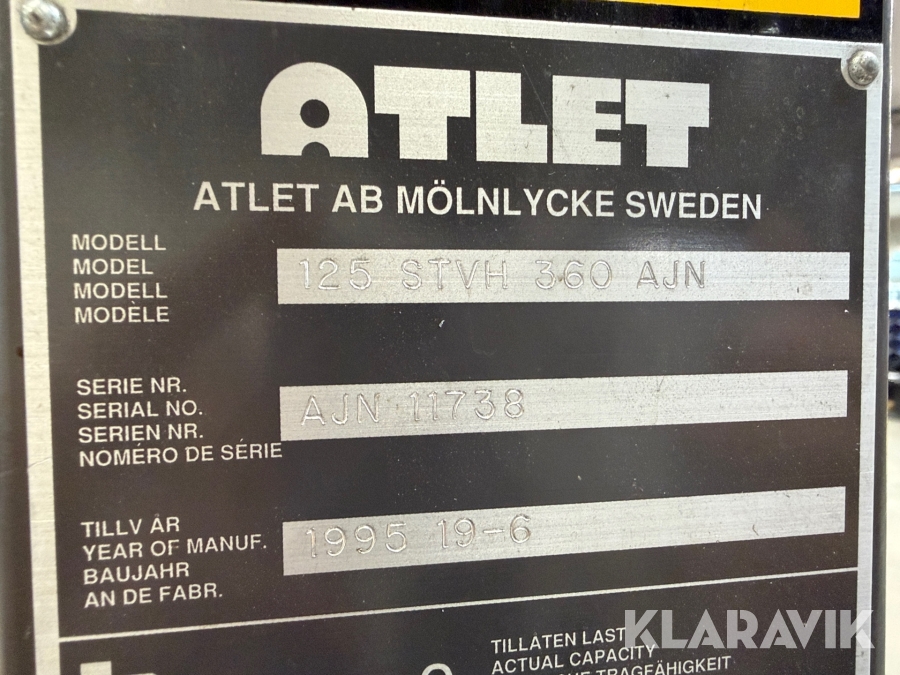 ATLET
ATLET AB MÖLNLYCKE SWEDEN
MODELL
MODEL
MODELL
MODÈLE
125 STVH 360 AJN
SERIE NR.
SERIAL NO.
SERIEN NR.
NOMÉRO DE SÉRIE
AJN 11738
TILLV ÅR
YEAR OF MANUF.
BAUJAHR
AN DE FABR.
1995 19-6
TILLÅTEN LAST
ACTUAL CAPACITY
TRAGFÄHIGKEIT
KLARAVIK